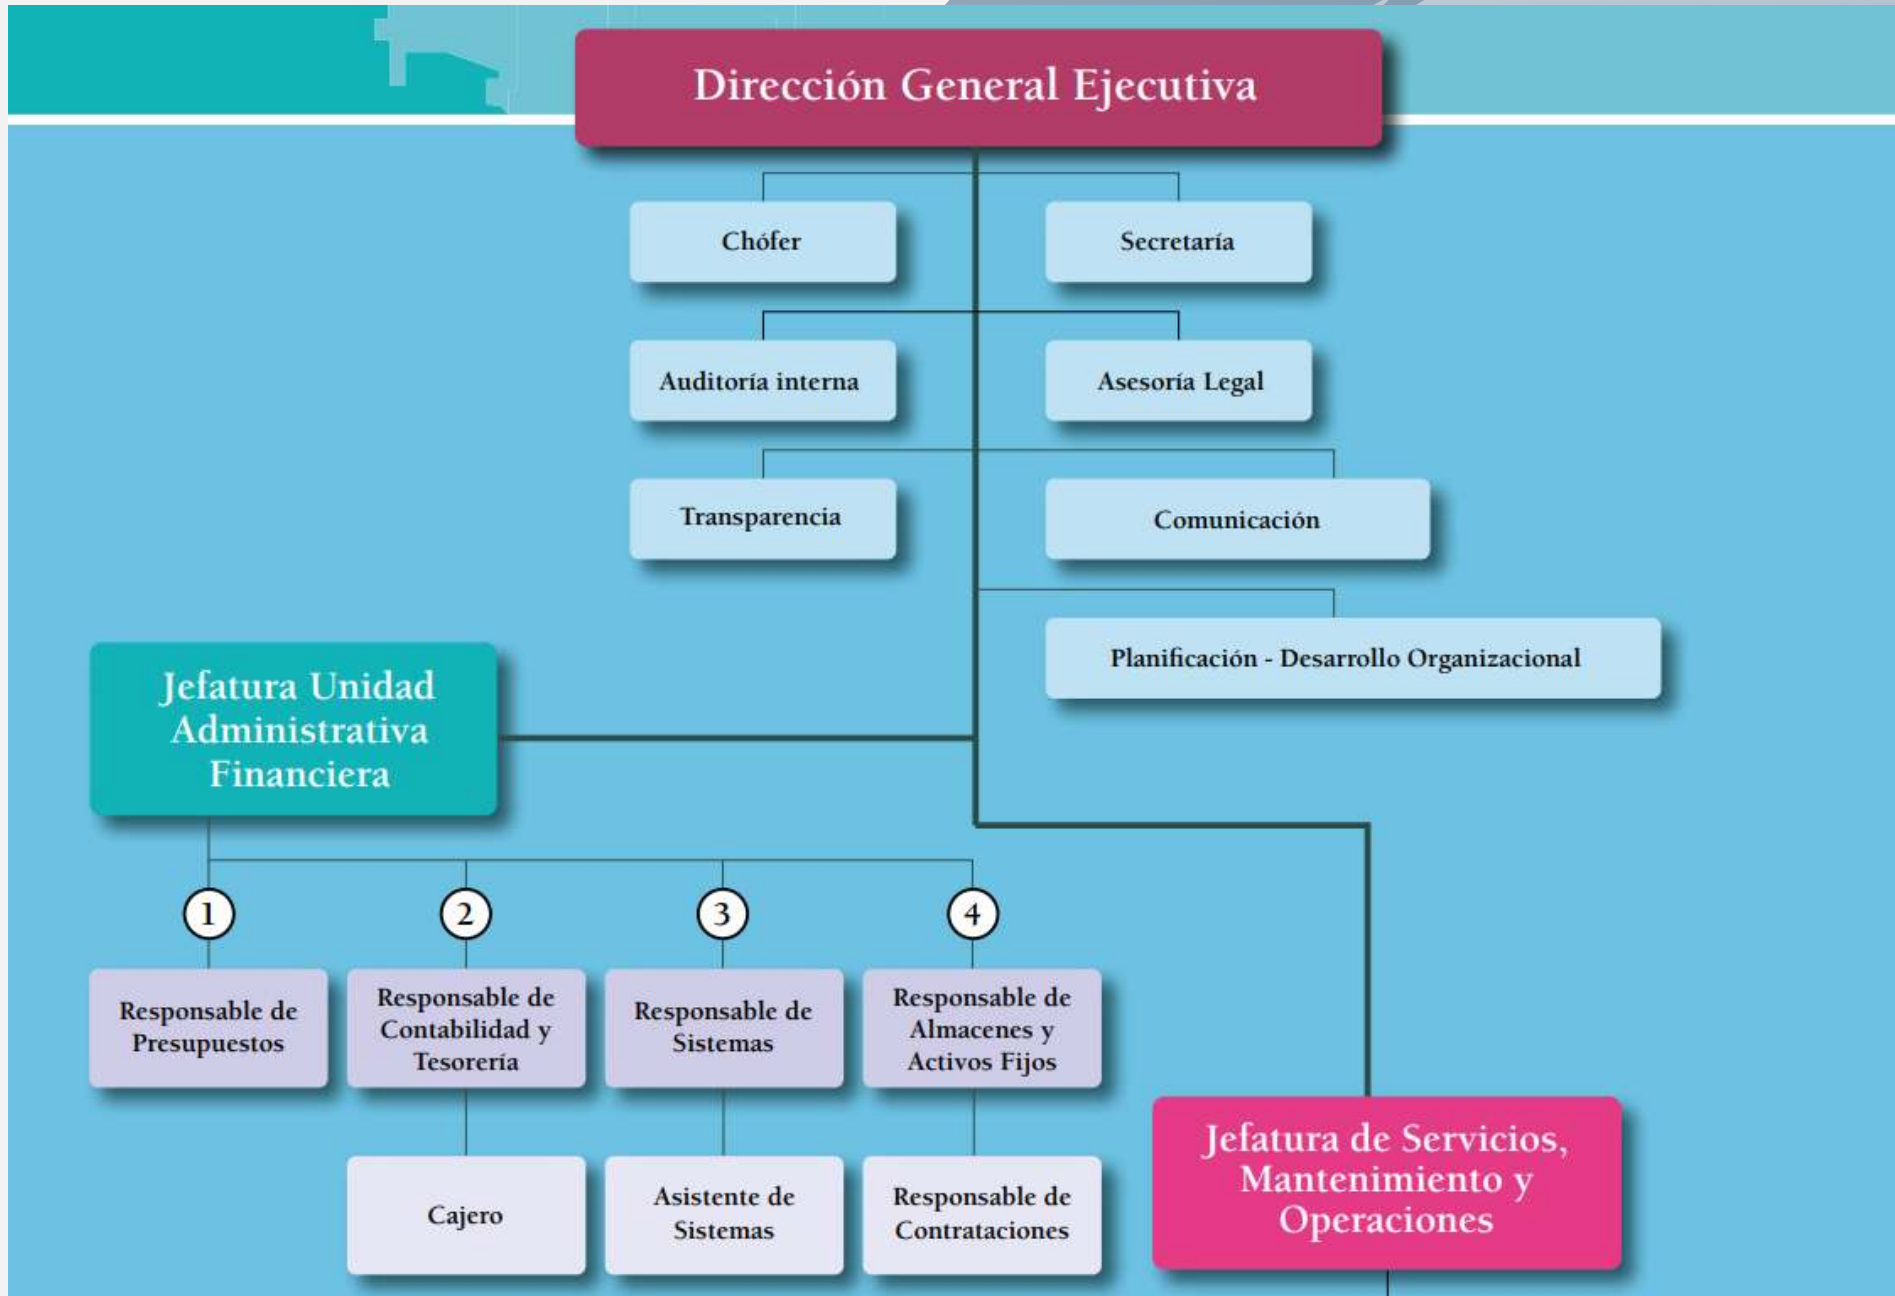 Dirección General Ejecutiva
Chófer
Secretaría
Auditoría interna
Asesoría Legal
Transparencia
Comunicación
Planificación - Desarrollo Organizacional
Jefatura Unidad
Administrativa
Financiera
1
2
3
4
Responsable de
Presupuestos
Responsable de
Contabilidad y
Tesorería
Responsable de
Sistemas
Responsable de
Almacenes y
Activos Fijos
Cajero
Asistente de
Sistemas
Responsable de
Contrataciones
Jefatura de Servicios,
Mantenimiento y
Operaciones